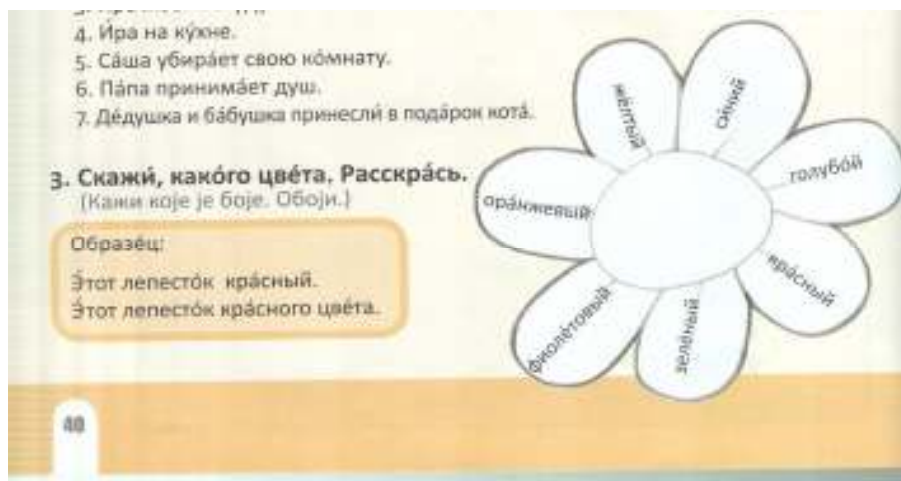 4. И́ра на ку́хне.
5. Са́ша убира́ет свою ко́мнату.
6. Па́па принима́ет душ.
7. Де́душка и ба́бушка принесли́ в пода́рок кота́.
3. Скажи́, како́го цве́та. Расскра́сь.
(Кажи које је боје. Обоји.)
Образе́ц:
Э́тот лепесто́к кра́сный.
Э́тот лепесто́к кра́сного цве́та.
жёлтый
си́ний
голубо́й
ора́нжевый
кра́сный
фиоле́товый
зелёный
40